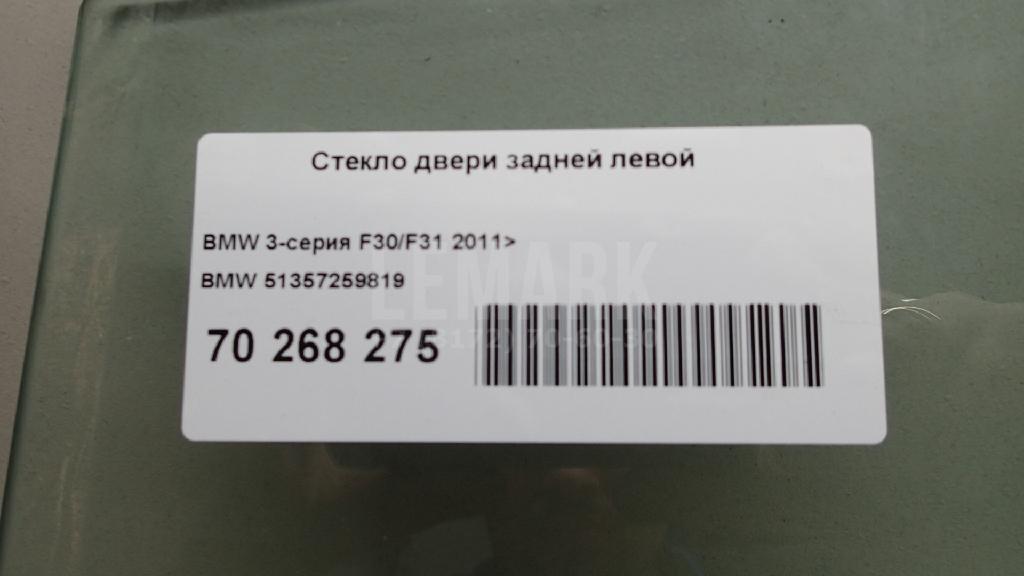 Стекло двери задней левой
BMW 3-серия F30/F31 2011>
BMW 51357259819
LEMARK
70 268 275